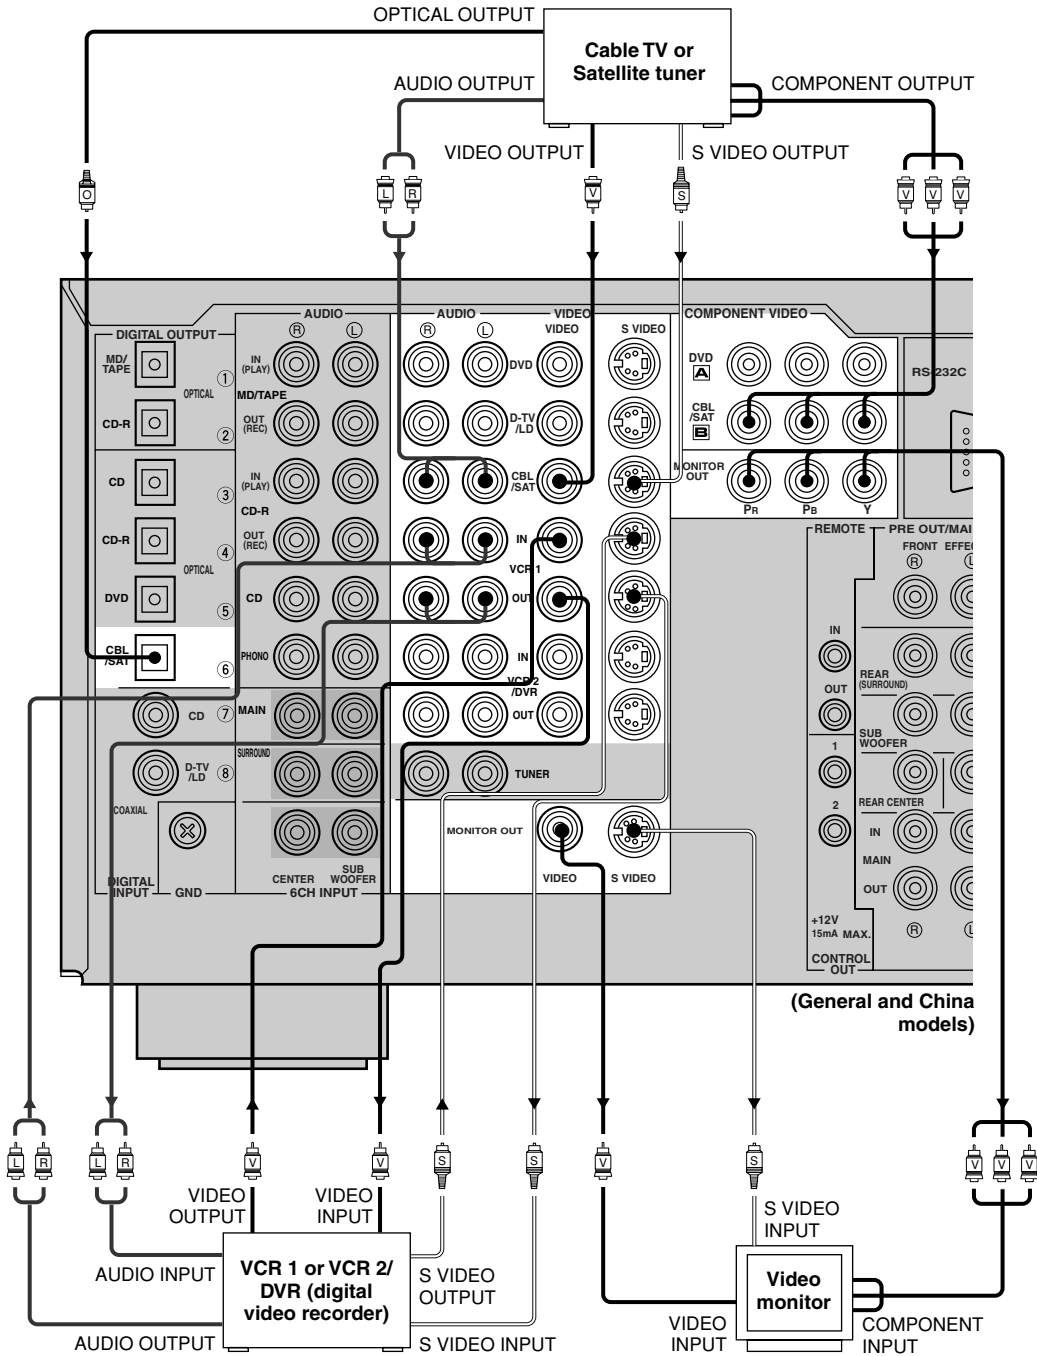 OPTICAL OUTPUT
Cable TV or
Satellite tuner
AUDIO OUTPUT
COMPONENT OUTPUT
VIDEO OUTPUT
S VIDEO OUTPUT
O
L
R
V
S
V
V
V
DIGITAL OUTPUT
AUDIO
AUDIO
VIDEO
COMPONENT VIDEO
R
L
R
L
VIDEO
S VIDEO
MD/
TAPE
OPTICAL
1
IN
(PLAY)
MD/TAPE
DVD
DVD
A
RS-232C
CD-R
2
OUT
(REC)
D-TV
/LD
CBL
/SAT
B
CD
3
IN
(PLAY)
CD-R
CBL
/SAT
MONITOR
OUT
PR
PB
Y
CD-R
4
OPTICAL
OUT
(REC)
IN
VCR 1
REMOTE
PRE OUT/MAI
FRONT
EFFEC
R
L
DVD
5
CD
OUT
IN
CBL
/SAT
6
PHONO
IN
VCR 2
/DVR
REAR
(SURROUND)
OUT
CD
7
MAIN
OUT
SUB
WOOFER
1
D-TV
/LD
8
SURROUND
TUNER
REAR CENTER
2
COAXIAL
MONITOR OUT
IN
MAIN
OUT
DIGITAL
INPUT
GND
CENTER
SUB
WOOFER
6CH INPUT
VIDEO
S VIDEO
+12V
15mA MAX.
R
L
CONTROL
OUT
(General and China
models)
L
R
L
R
V
V
S
S
V
S
V
V
V
VIDEO
OUTPUT
VIDEO
INPUT
S VIDEO
INPUT
AUDIO INPUT
VCR 1 or VCR 2/
DVR (digital
video recorder)
S VIDEO
OUTPUT
Video
monitor
AUDIO OUTPUT
S VIDEO INPUT
VIDEO
INPUT
COMPONENT
INPUT